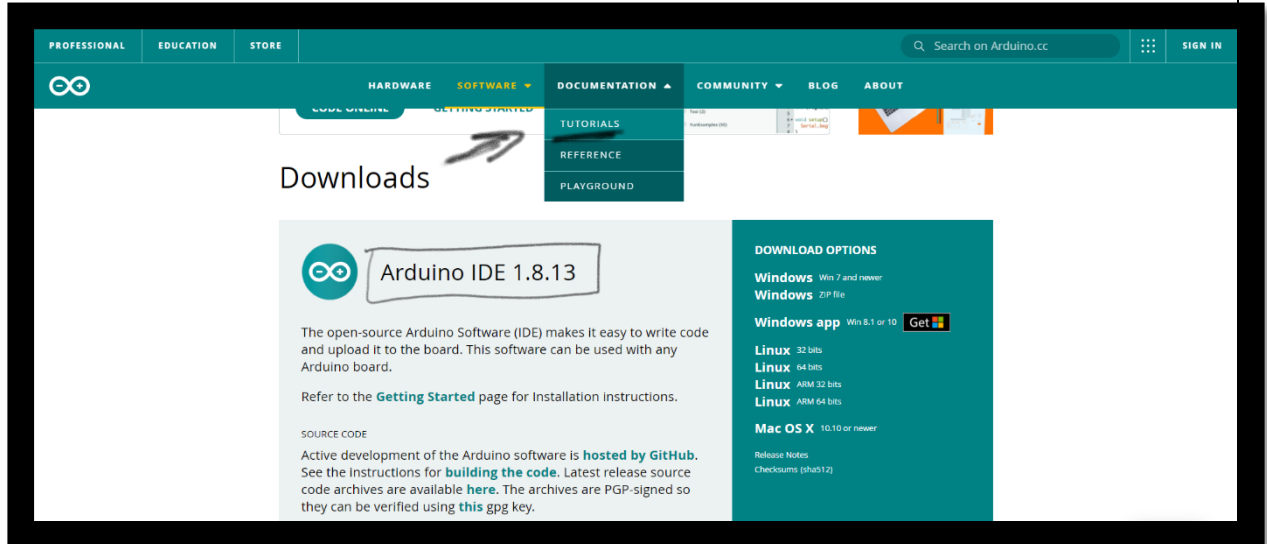 PROFESSIONAL
EDUCATION
STORE
Search on Arduino.cc
SIGN IN
HARDWARE
SOFTWARE
DOCUMENTATION
COMMUNITY
BLOG
ABOUT
CODE ONLINE
GETTING STARTED
TUTORIALS
REFERENCE
PLAYGROUND
Downloads
Arduino IDE 1.8.13
The open-source Arduino Software (IDE) makes it easy to write code
and upload it to the board. This software can be used with any
Arduino board.
Refer to the Getting Started page for Installation instructions.
SOURCE CODE
Active development of the Arduino software is hosted by GitHub.
See the instructions for building the code. Latest release source
code archives are available here. The archives are PGP-signed so
they can be verified using this gpg key.
DOWNLOAD OPTIONS
Windows Win 7 and newer
Windows ZIP file
Windows app Win 8.1 or 10 Get
Linux 32 bits
Linux 64 bits
Linux ARM 32 bits
Linux ARM 64 bits
Mac OS X 10.10 or newer
Release Notes
Checksums (sha512)